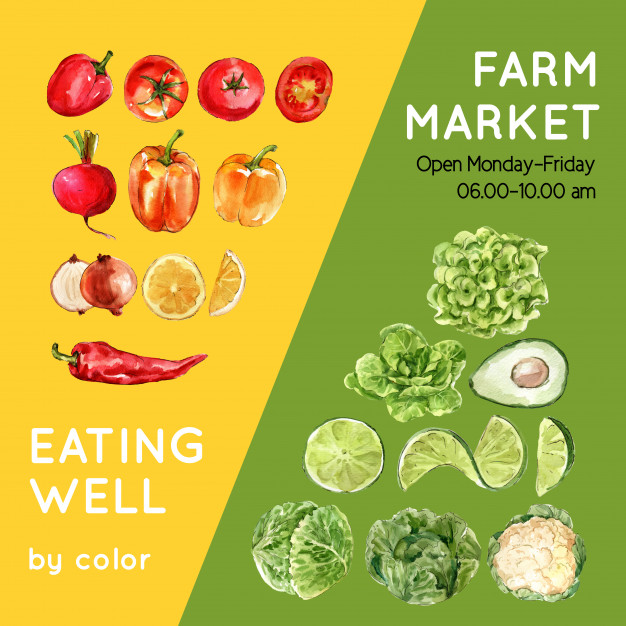 FARM
MARKET
Open Monday–Friday
06.00–10.00 am
EATING
WELL
by color